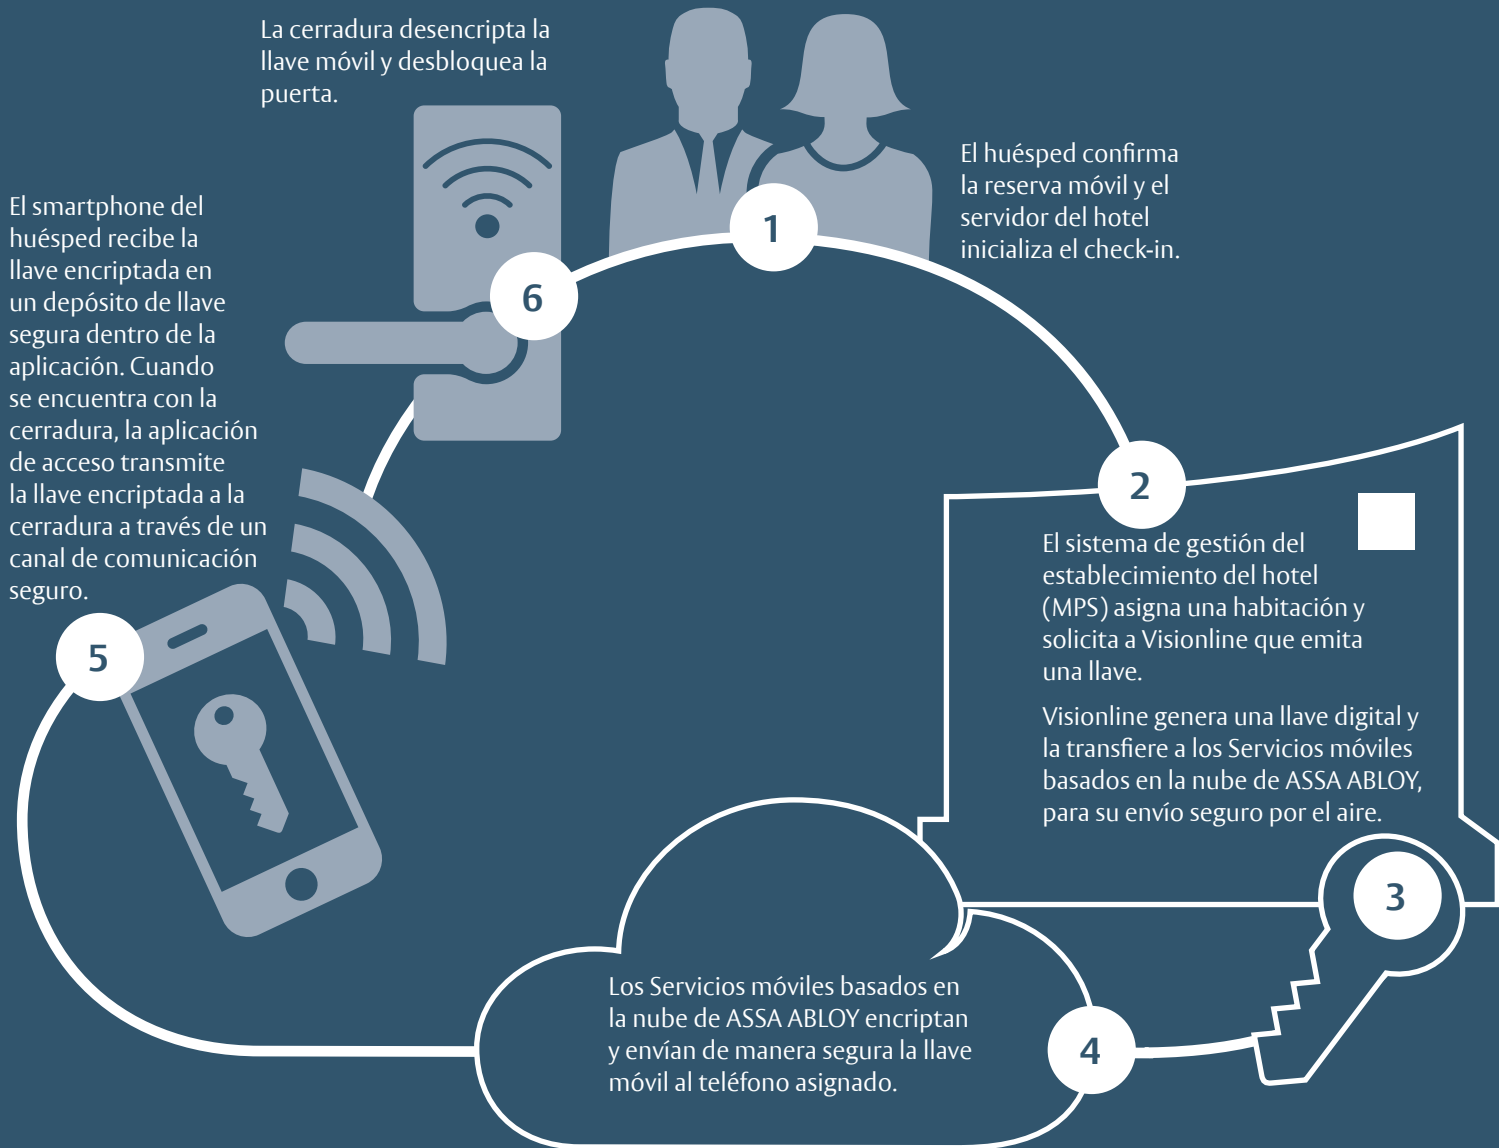 La cerradura desencripta la
llave móvil y desbloquea la
puerta.
El huésped confirma
la reserva móvil y el
servidor del hotel
inicializa el check-in.
El smartphone del
huésped recibe la
llave encriptada en
un depósito de llave
segura dentro de la
aplicación. Cuando
se encuentra con la
cerradura, la aplicación
de acceso transmite
la llave encriptada a la
cerradura a través de un
canal de comunicación
seguro.
1
6
2
El sistema de gestión del
establecimiento del hotel
(MPS) asigna una habitación y
solicita a Visionline que emita
una llave.
Visionline genera una llave digital y
la transfiere a los Servicios móviles
basados en la nube de ASSA ABLOY,
para su envío seguro por el aire.
5
3
Los Servicios móviles basados en
la nube de ASSA ABLOY encriptan
y envían de manera segura la llave
móvil al teléfono asignado.
4